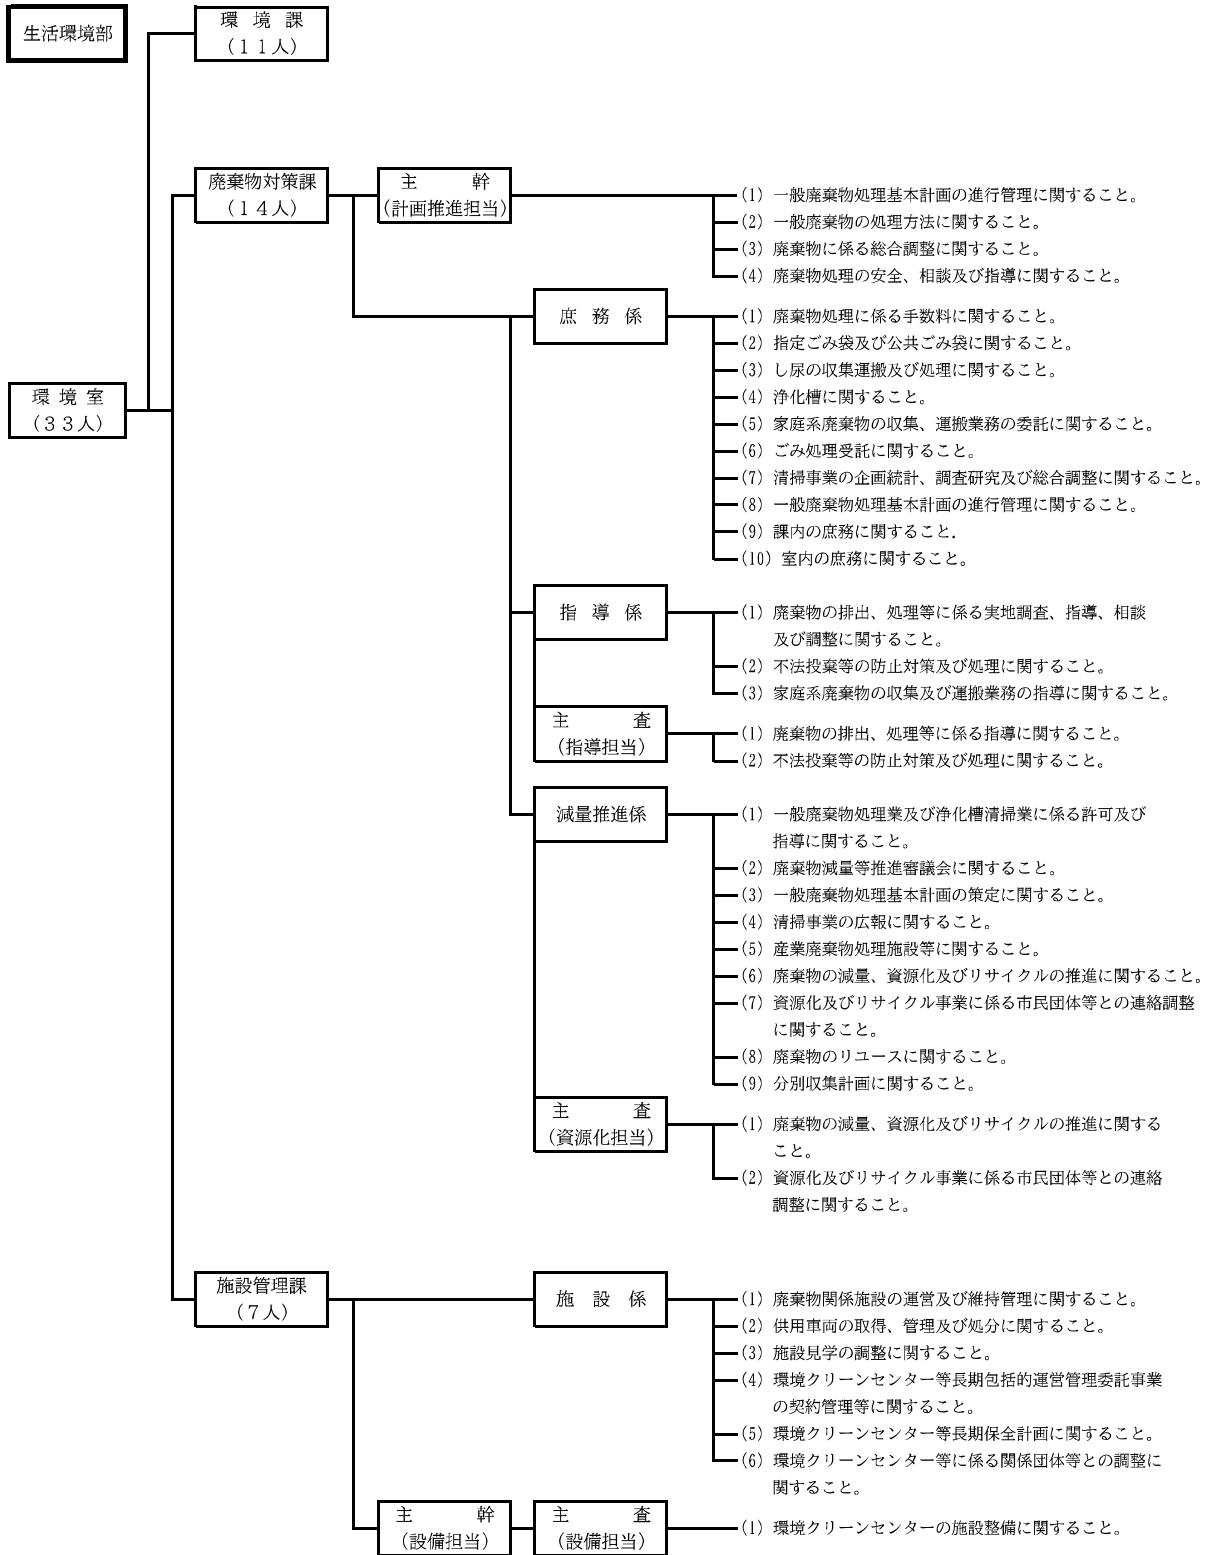 生活環境部
環 境 課
（１１人）
廃棄物対策課
（１４人）
主 幹
（計画推進担当）
(1) 一般廃棄物処理基本計画の進行管理に関すること。
(2) 一般廃棄物の処理方法に関すること。
(3) 廃棄物に係る総合調整に関すること。
(4) 廃棄物処理の安全、相談及び指導に関すること。
庶 務 係
(1) 廃棄物処理に係る手数料に関すること。
(2) 指定ごみ袋及び公共ごみ袋に関すること。
(3) し尿の収集運搬及び処理に関すること。
(4) 浄化槽に関すること。
(5) 家庭系廃棄物の収集、運搬業務の委託に関すること。
(6) ごみ処理受託に関すること。
(7) 清掃事業の企画統計、調査研究及び総合調整に関すること。
(8) 一般廃棄物処理基本計画の進行管理に関すること。
(9) 課内の庶務に関すること．
(10) 室内の庶務に関すること。
環 境 室
（３３人）
指 導 係
(1) 廃棄物の排出、処理等に係る実地調査、指導、相談
及び調整に関すること。
(2) 不法投棄等の防止対策及び処理に関すること。
(3) 家庭系廃棄物の収集及び運搬業務の指導に関すること。
主 査
（指導担当）
(1) 廃棄物の排出、処理等に係る指導に関すること。
(2) 不法投棄等の防止対策及び処理に関すること。
減量推進係
(1) 一般廃棄物処理業及び浄化槽清掃業に係る許可及び
指導に関すること。
(2) 廃棄物減量等推進審議会に関すること。
(3) 一般廃棄物処理基本計画の策定に関すること。
(4) 清掃事業の広報に関すること。
(5) 産業廃棄物処理施設等に関すること。
(6) 廃棄物の減量、資源化及びリサイクルの推進に関すること。
(7) 資源化及びリサイクル事業に係る市民団体等との連絡調整
に関すること。
(8) 廃棄物のリユースに関すること。
(9) 分別収集計画に関すること。
主 査
（資源化担当）
(1) 廃棄物の減量、資源化及びリサイクルの推進に関する
こと。
(2) 資源化及びリサイクル事業に係る市民団体等との連絡
調整に関すること。
施設管理課
（７人）
施 設 係
(1) 廃棄物関係施設の運営及び維持管理に関すること。
(2) 供用車両の取得、管理及び処分に関すること。
(3) 施設見学の調整に関すること。
(4) 環境クリーンセンター等長期包括的運営管理委託事業
の契約管理等に関すること。
(5) 環境クリーンセンター等長期保全計画に関すること。
(6) 環境クリーンセンター等に係る関係団体等との調整に
関すること。
主 幹
（設備担当）
主 査
（設備担当）
(1) 環境クリーンセンターの施設整備に関すること。